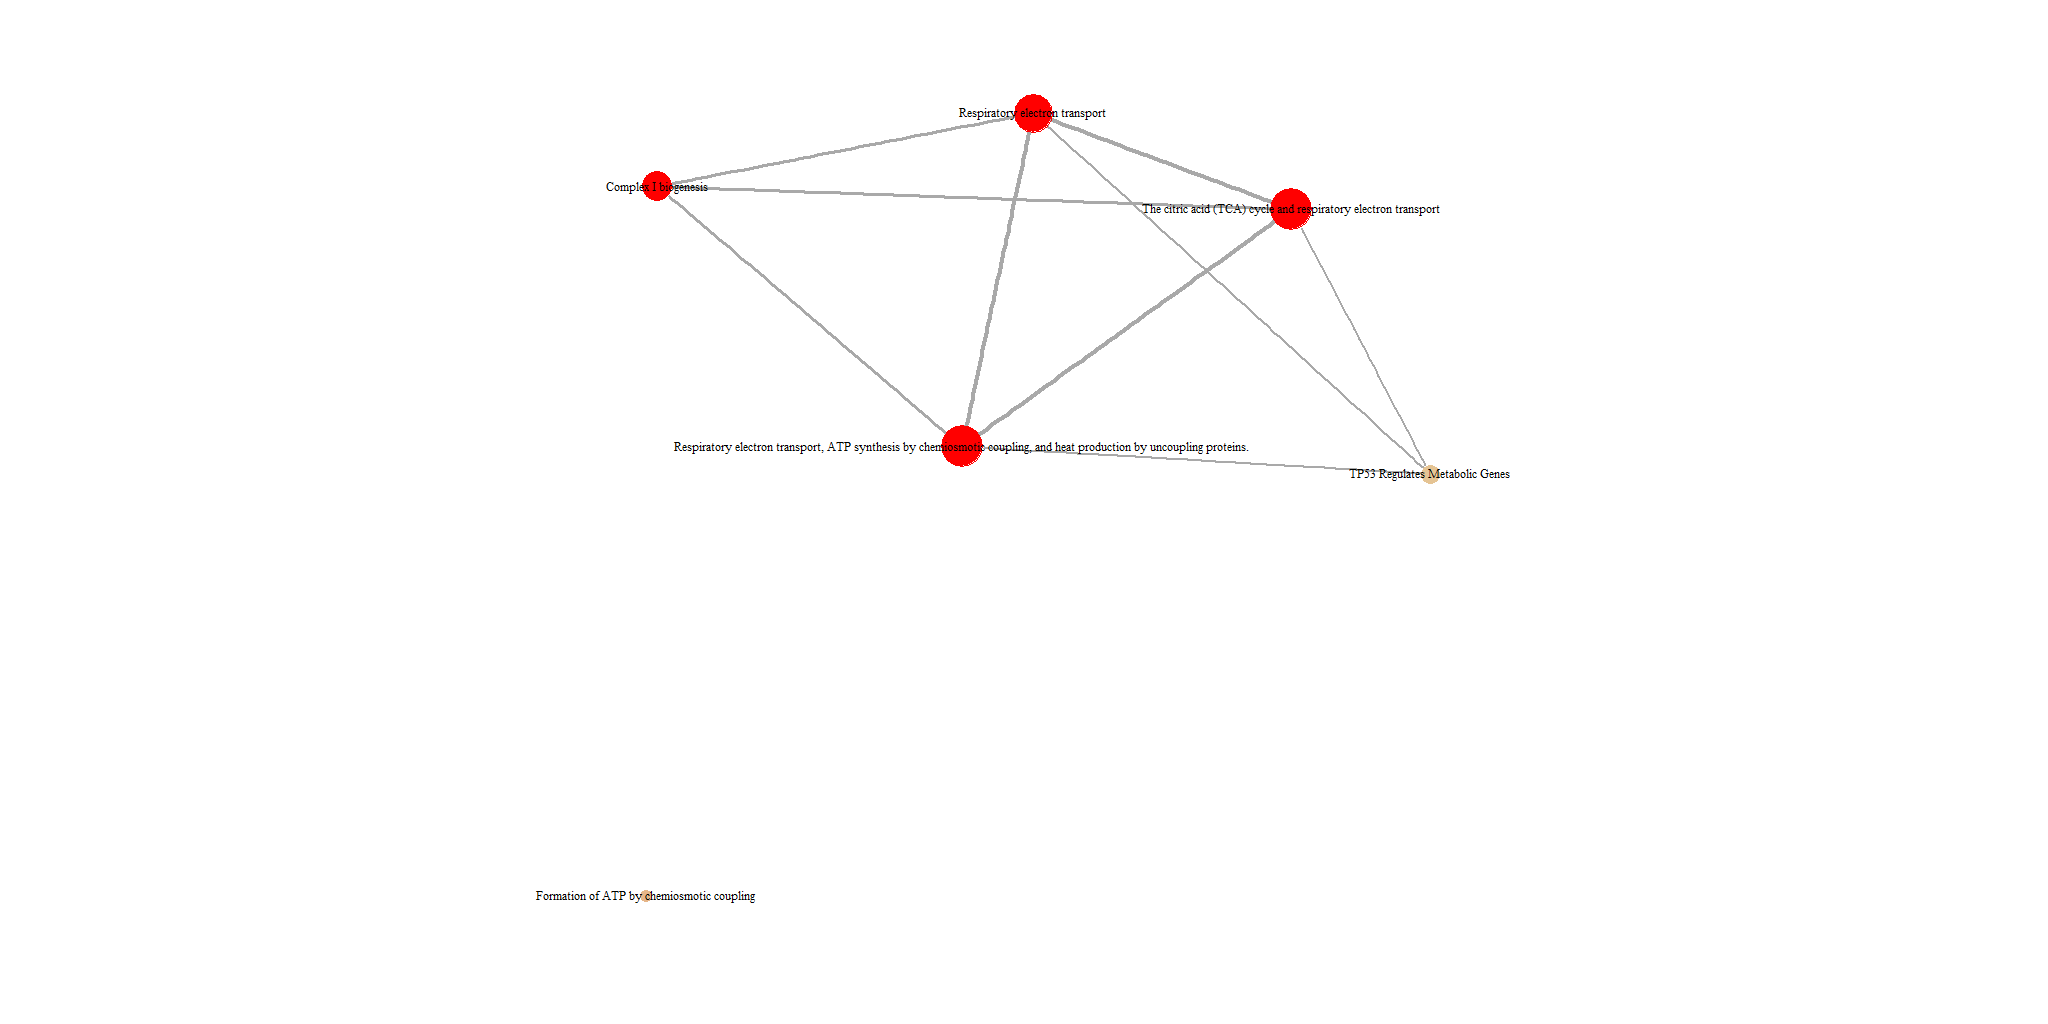 Respiratory electron transport
Complex I biogenesis
The citric acid (TCA) cycle and respiratory electron transport
Respiratory electron transport, ATP synthesis by chemiosmotic coupling, and heat production by uncoupling proteins.
TP53 Regulates Metabolic Genes
Formation of ATP by chemiosmotic coupling